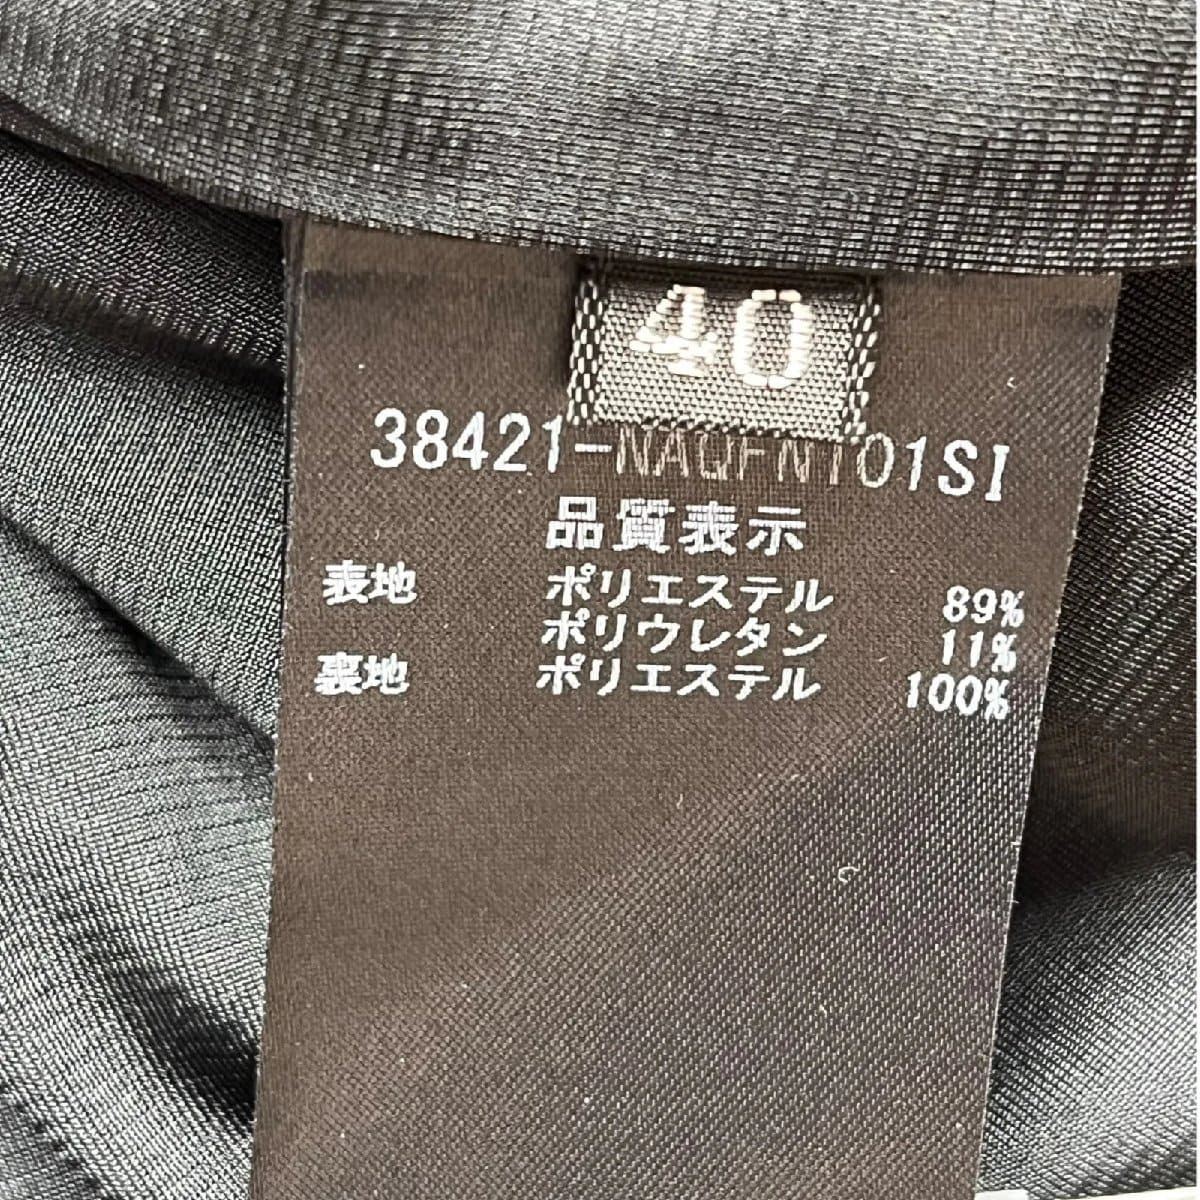 40
38421-NAQFNT01SI
品質表示
表地 ポリエステル 89%
ポリウレタン 11%
裏地 ポリエステル 100%